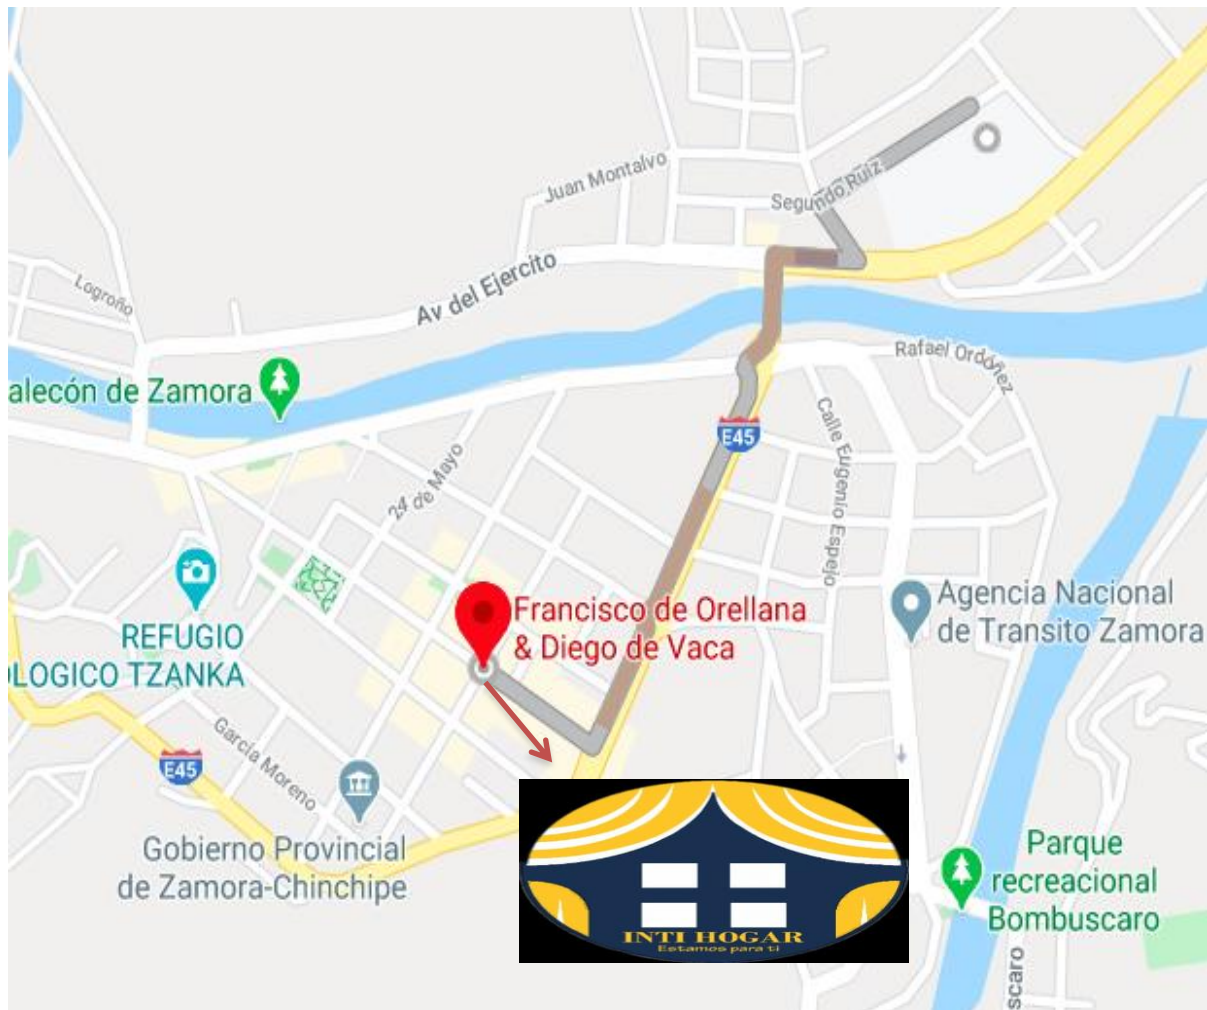 Juan Montalvo
Segundo Ruiz
Av del Ejercito
Logroño
Rafael Ordóñez
alecón de Zamora
E45
Calle Eugenio Espejo
24 de Mayo
Francisco de Orellana
& Diego de Vaca
Agencia Nacional
de Transito Zamora
REFUGIO
OLOGICO TZANKA
García Moreno
E45
Gobierno Provincial
de Zamora-Chinchipe
Parque
recreacional
Bombuscaro
INTI HOGAR
Estamos para ti
scaro